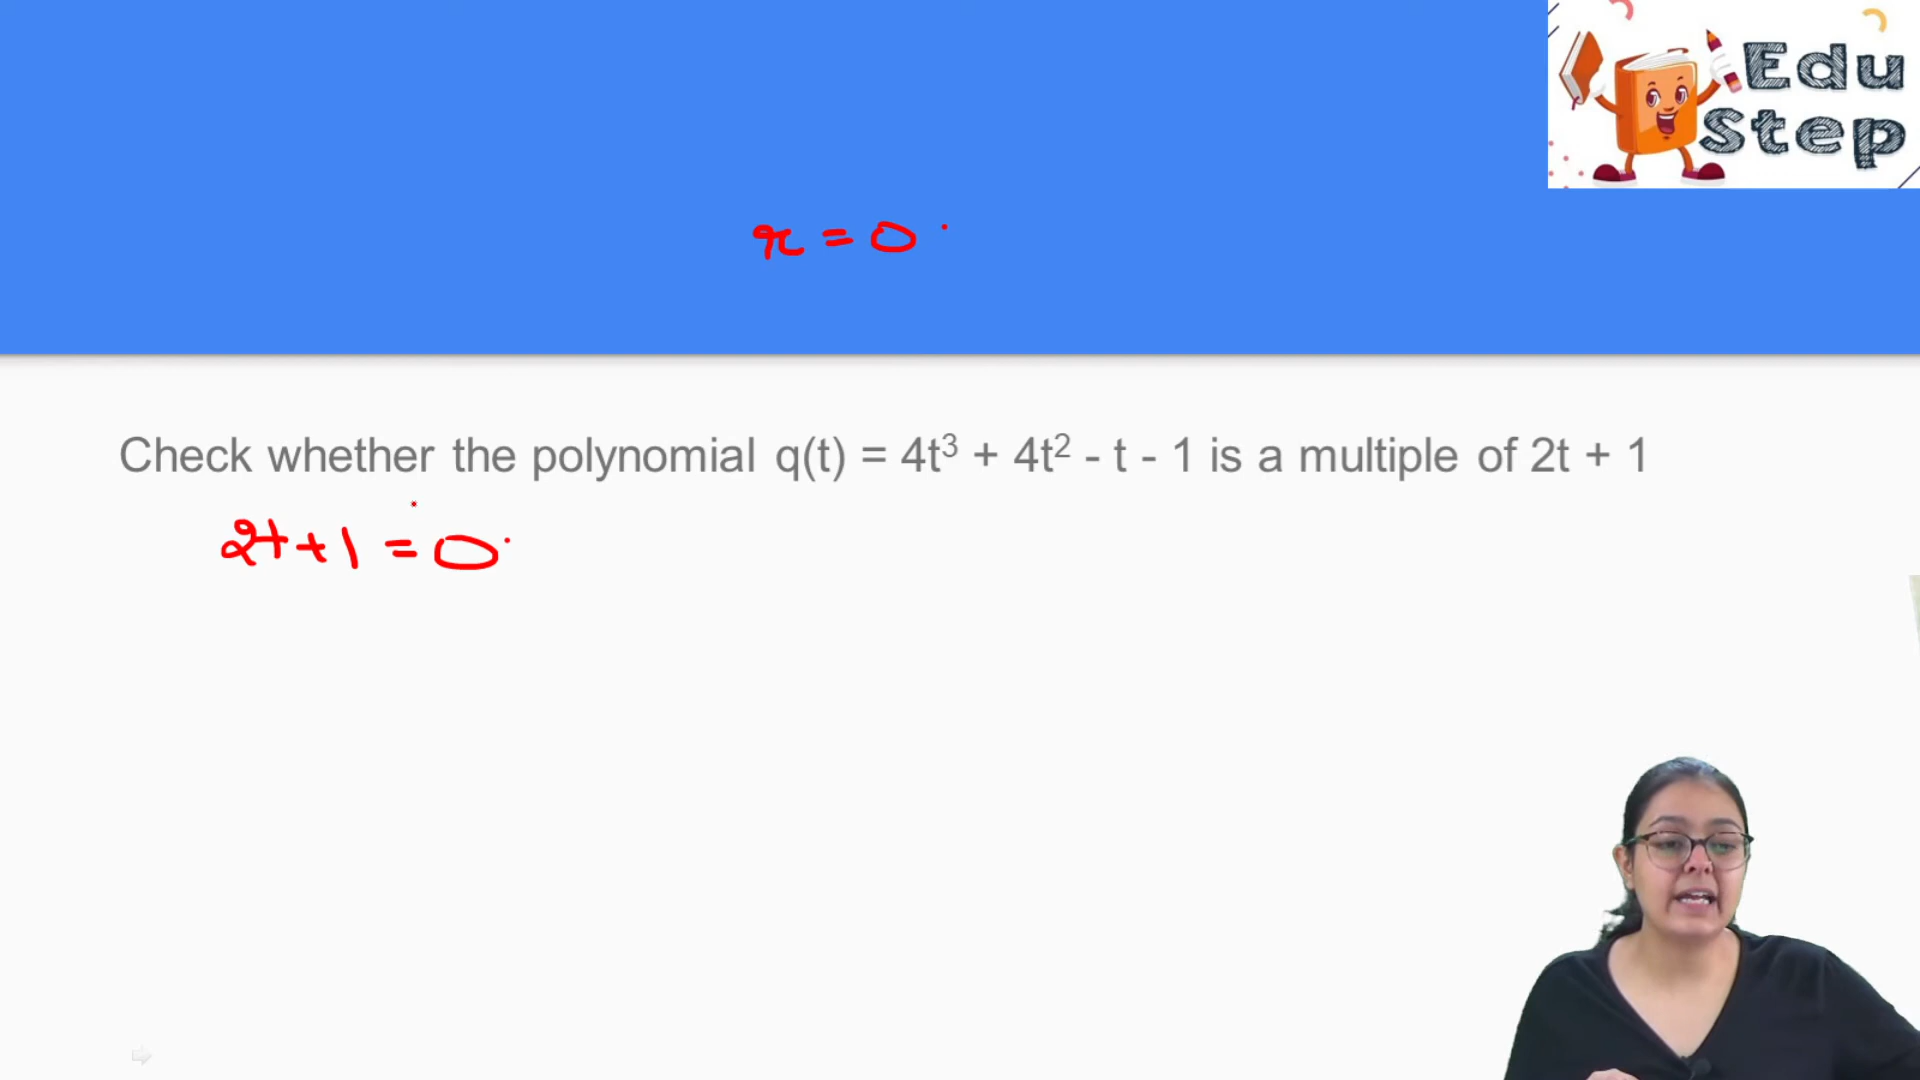 Edu
Step
r = 0
Check whether the polynomial q(t) = 4t³ + 4t² - t - 1 is a multiple of 2t + 1
2t + 1 = 0